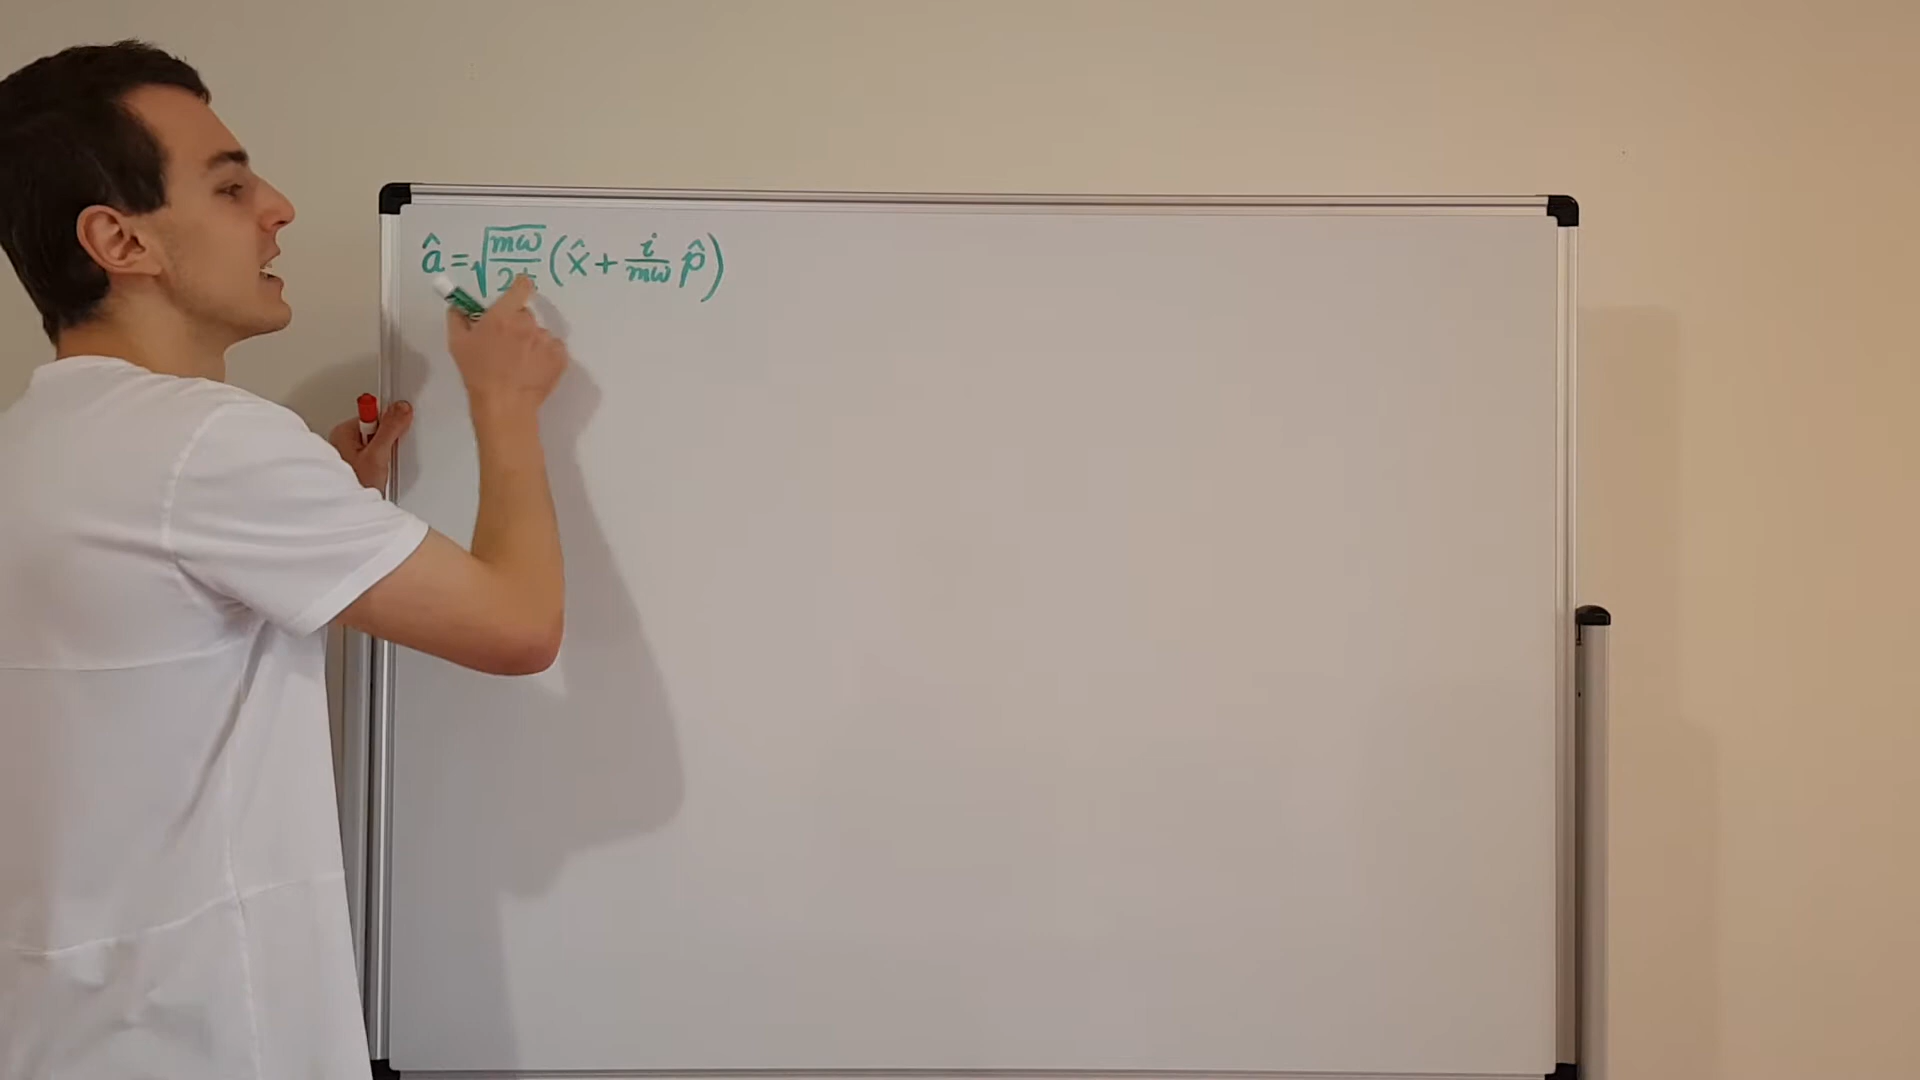 â = √(mω/2ħ) (x̂ + i/mω p̂)